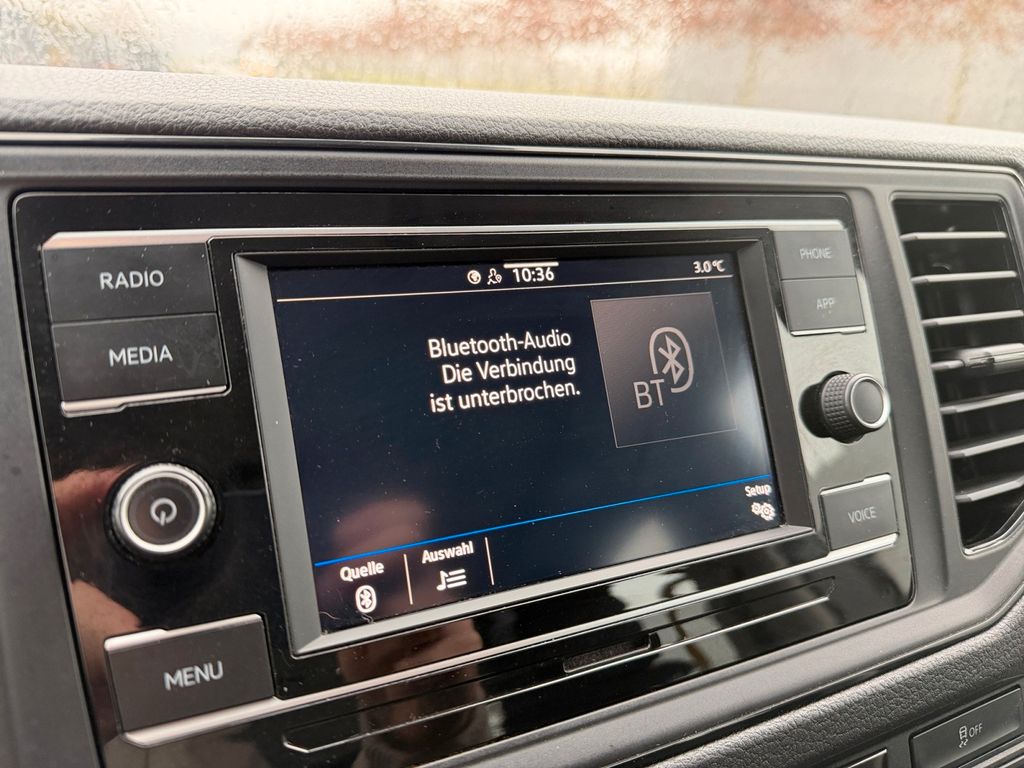 RADIO
MEDIA
MENU
10:36
3.0°C
Bluetooth-Audio
Die Verbindung
ist unterbrochen.
BT
Setup
Quelle
Auswahl
PHONE
APP
VOICE
OFF